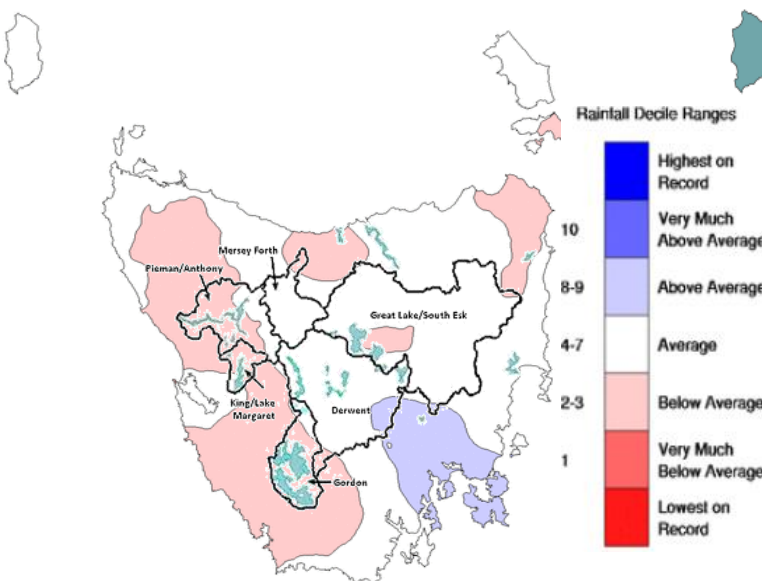 Rainfall Decile Ranges
Highest on
Record
10
Very Much
Above Average
8-9
Above Average
4-7
Average
2-3
Below Average
1
Very Much
Below Average
Lowest on
Record
Mersey Forth
Pieman/Anthony
Great Lake/South Esk
King/Lake
Margaret
Derwent
Gordon